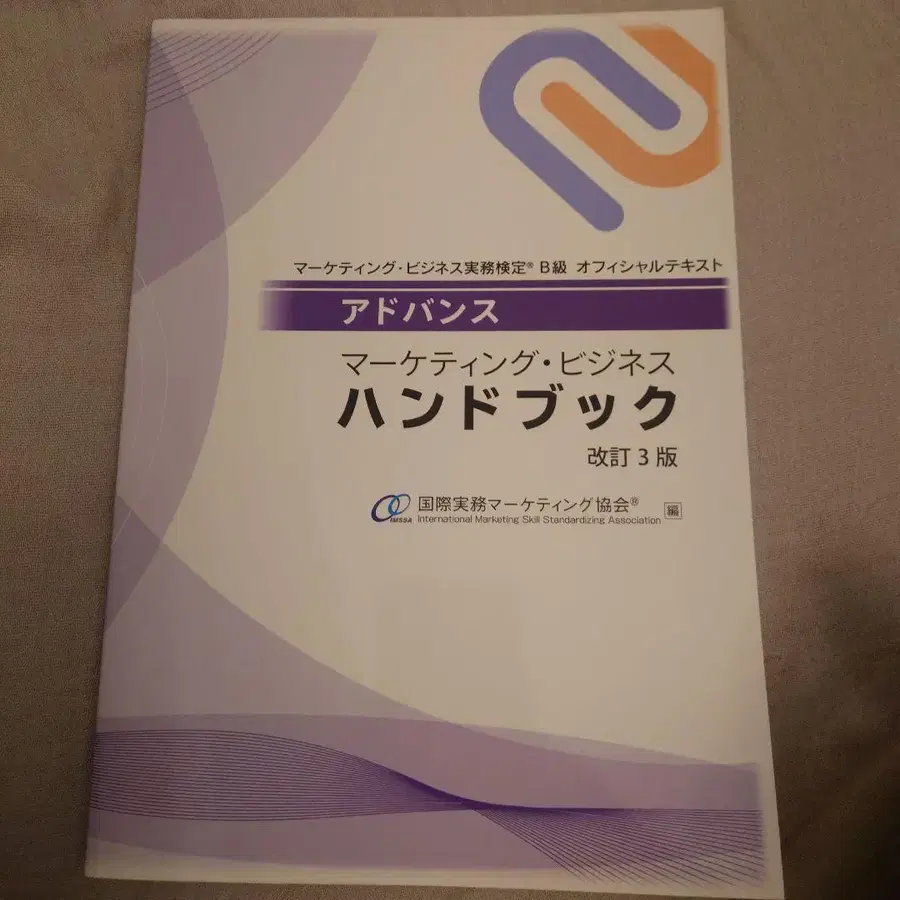 マーケティング・ビジネス実務検定® B級 オフィシャルテキスト
アドバンス
マーケティング・ビジネス
ハンドブック
改訂3版
IMSSA 国際実務マーケティング協会® 編
International Marketing Skill Standardizing Association